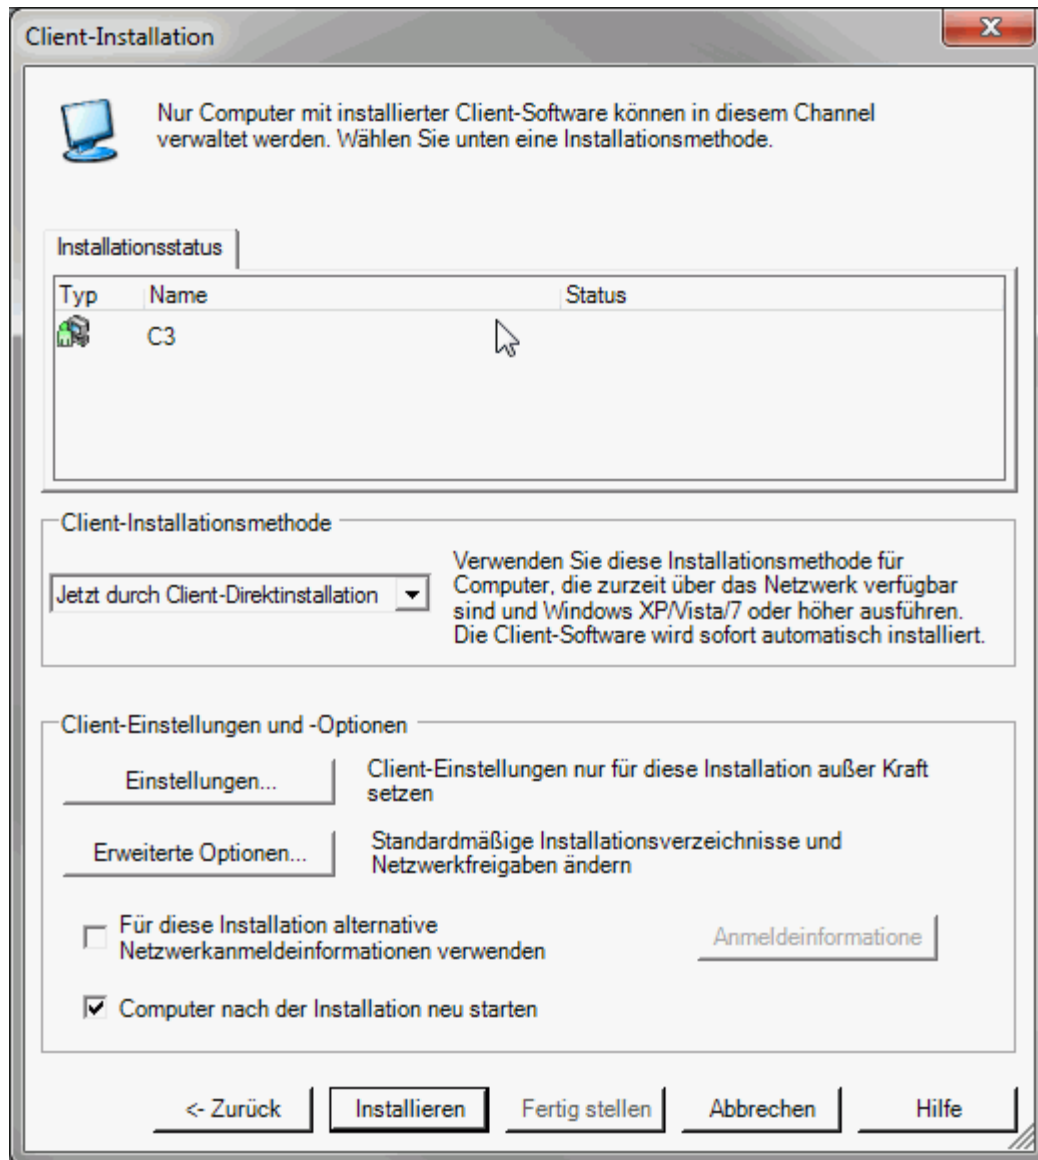 Client-Installation
Nur Computer mit installierter Client-Software können in diesem Channel
verwaltet werden. Wählen Sie unten eine Installationsmethode.
Installationsstatus
Typ Name Status
C3
Client-Installationsmethode
Jetzt durch Client-Direktinstallation
Verwenden Sie diese Installationsmethode für
Computer, die zurzeit über das Netzwerk verfügbar
sind und Windows XP/Vista/7 oder höher ausführen.
Die Client-Software wird sofort automatisch installiert.
Client-Einstellungen und -Optionen
Einstellungen...
Client-Einstellungen nur für diese Installation außer Kraft
setzen
Erweiterte Optionen...
Standardmäßige Installationsverzeichnisse und
Netzwerkfreigaben ändern
Für diese Installation alternative
Netzwerkanmeldeinformationen verwenden
Anmeldeinformatione
Computer nach der Installation neu starten
<- Zurück Installieren Fertig stellen Abbrechen Hilfe